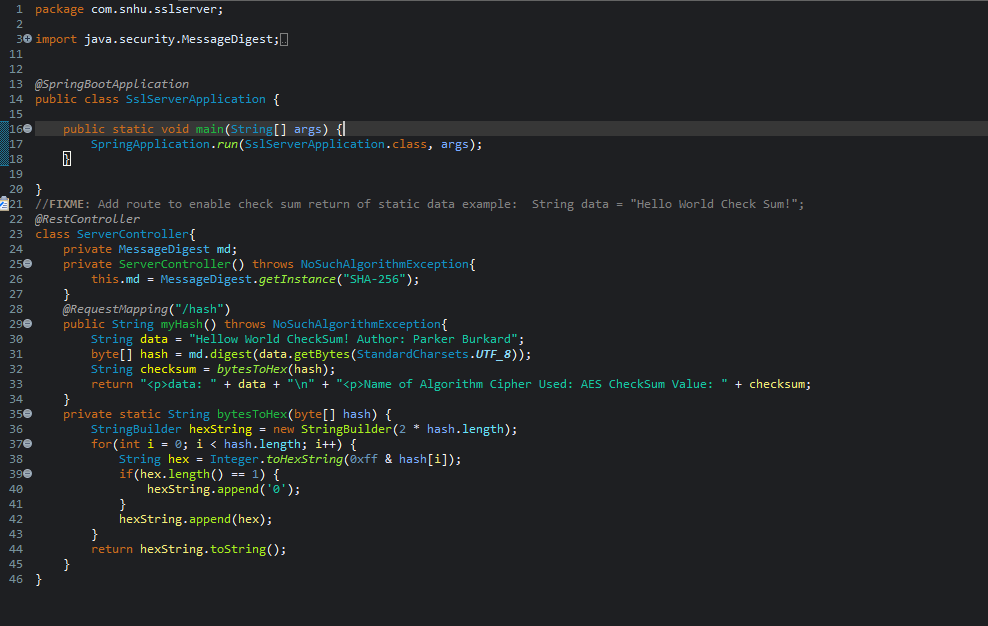 1 package com.snhu.sslserver;
2
3 import java.security.MessageDigest;
11
12
13 @SpringBootApplication
14 public class SslServerApplication {
15
16     public static void main(String[] args) {
17         SpringApplication.run(SslServerApplication.class, args);
18     }
19
20 }
21 //FIXME: Add route to enable check sum return of static data example:  String data = "Hello World Check Sum!";
22 @RestController
23 class ServerController{
24     private MessageDigest md;
25     private ServerController() throws NoSuchAlgorithmException{
26         this.md = MessageDigest.getInstance("SHA-256");
27     }
28     @RequestMapping("/hash")
29     public String myHash() throws NoSuchAlgorithmException{
30         String data = "Hellow World CheckSum! Author: Parker Burkard";
31         byte[] hash = md.digest(data.getBytes(StandardCharsets.UTF_8));
32         String checksum = bytesToHex(hash);
33         return "<p>data: " + data + "\n" + "<p>Name of Algorithm Cipher Used: AES CheckSum Value: " + checksum;
34     }
35     private static String bytesToHex(byte[] hash) {
36         StringBuilder hexString = new StringBuilder(2 * hash.length);
37         for(int i = 0; i < hash.length; i++) {
38             String hex = Integer.toHexString(0xff & hash[i]);
39             if(hex.length() == 1) {
40                 hexString.append('0');
41             }
42             hexString.append(hex);
43         }
44         return hexString.toString();
45     }
46 }